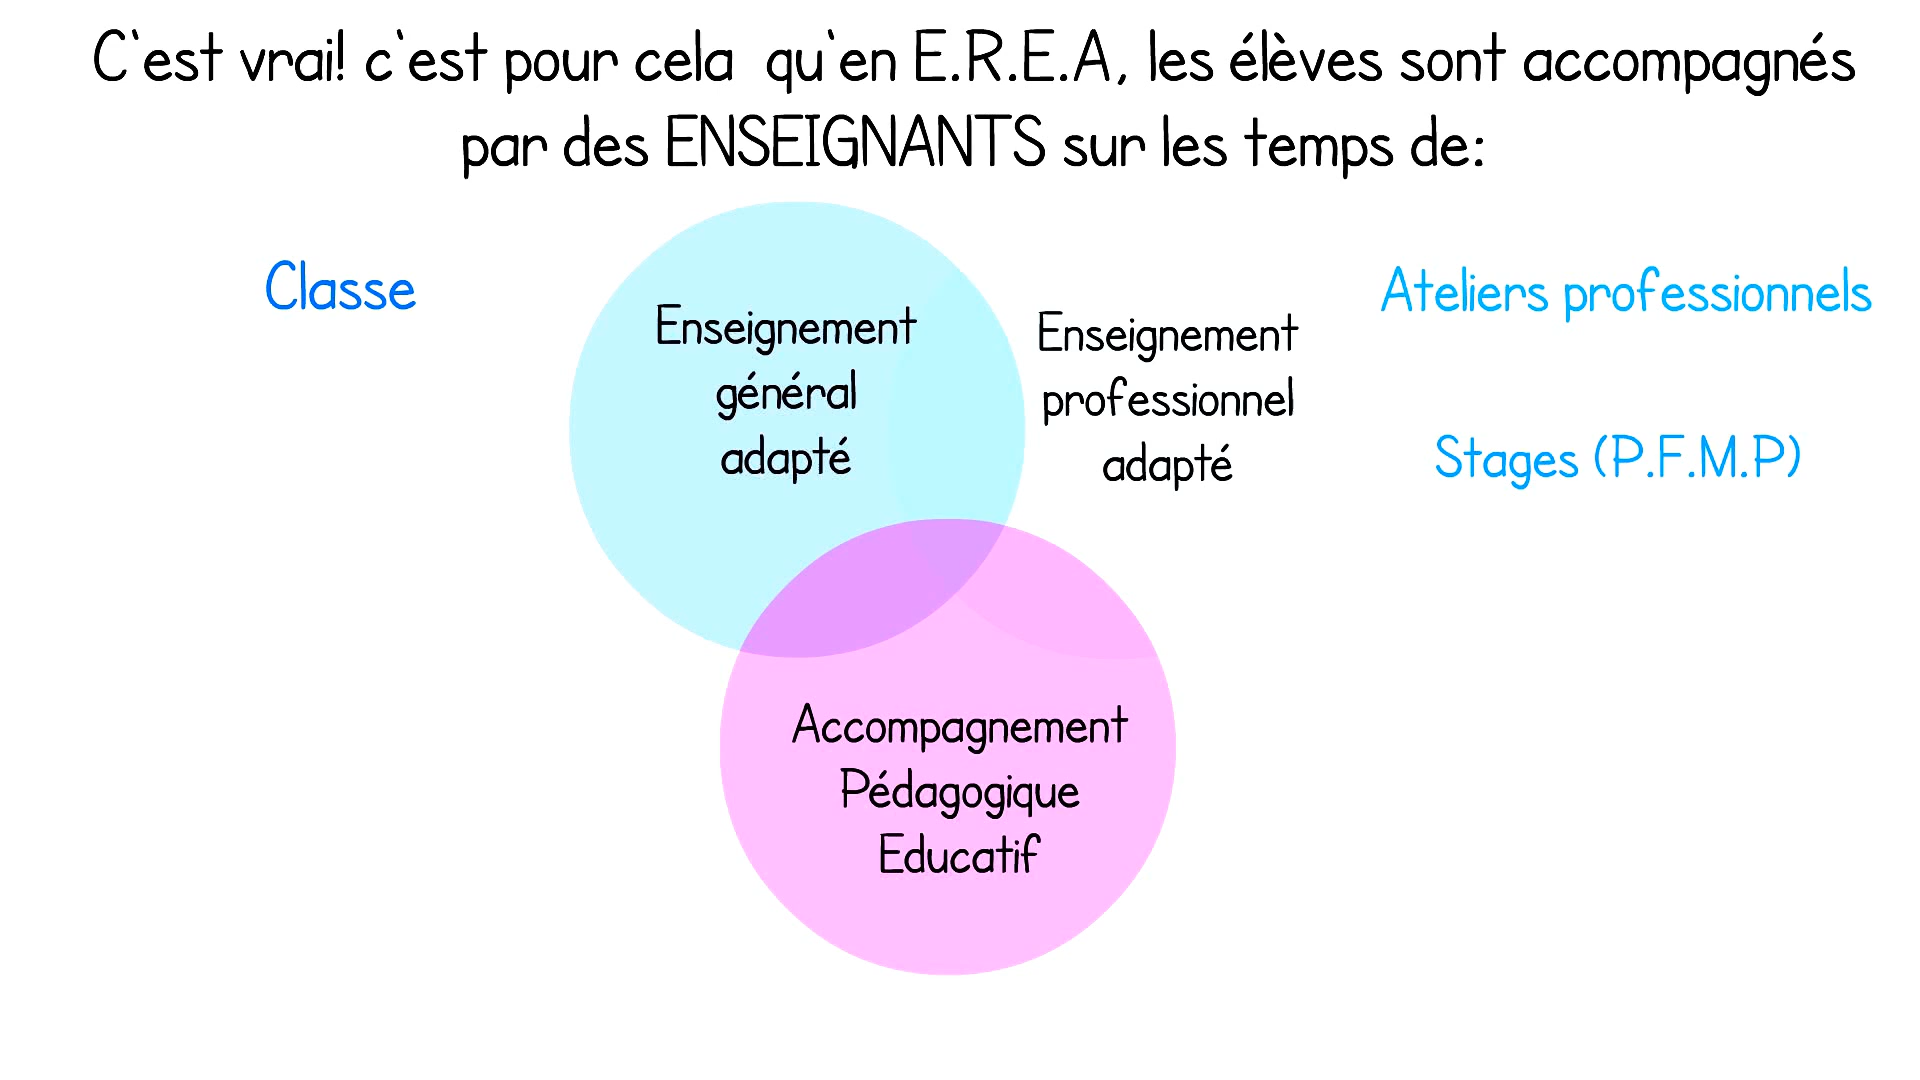 C'est vrai! c'est pour cela qu'en E.R.E.A, les élèves sont accompagnés
par des ENSEIGNANTS sur les temps de:
Classe
Enseignement
général
adapté
Enseignement
professionnel
adapté
Ateliers professionnels
Stages (P.F.M.P)
Accompagnement
Pédagogique
Educatif